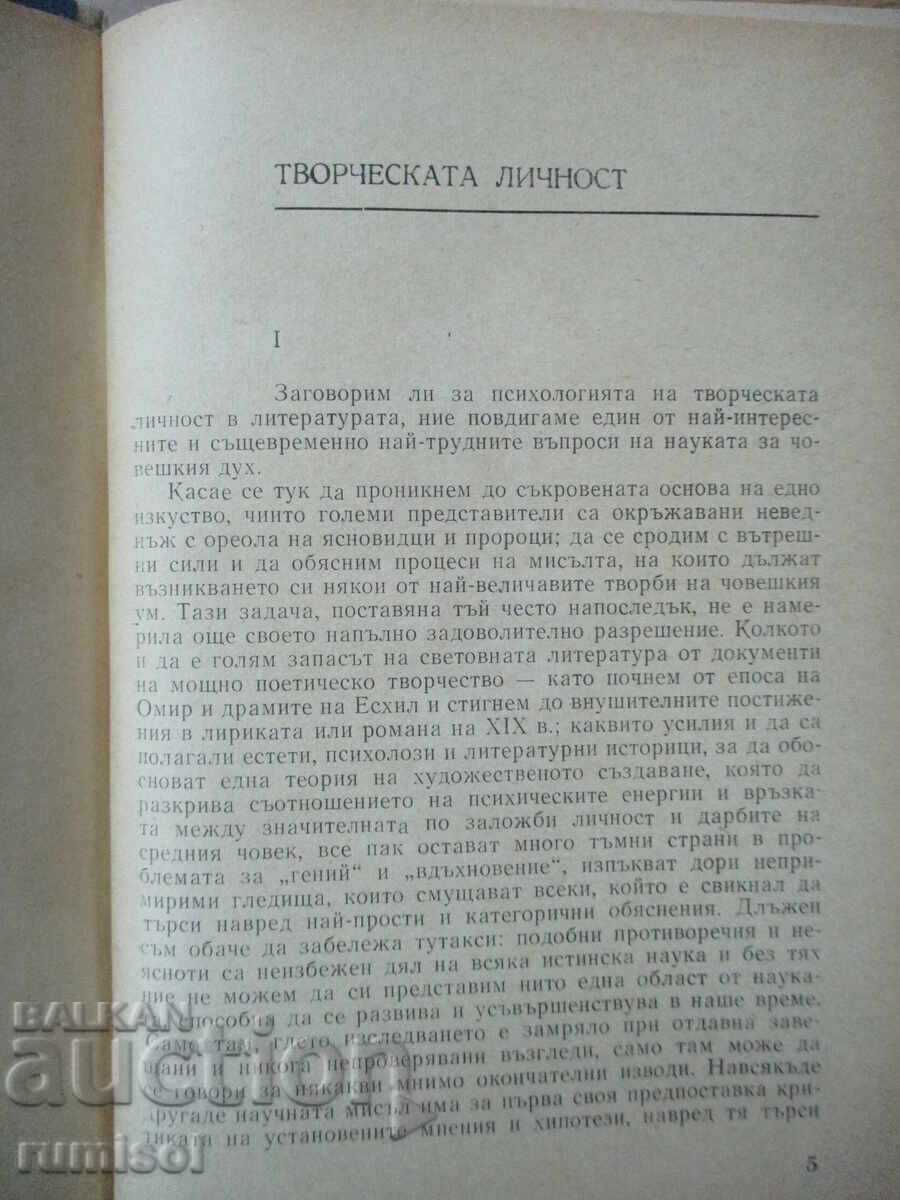 ТВОРЧЕСКАТА ЛИЧНОСТ
I
Заговорим ли за психологията на творческата
личност в литературата, ние повдигаме един от най-интерес-
ните и същевременно най-трудните въпроси на науката за чо-
вешкия дух.
Касае се тук да проникнем до съкровената основа на едно
изкуство, чиито големи представители са окръжавани невед-
нъж с ореола на ясновидци и пророци; да се сродим с вътреш-
ни сили и да обясним процеси на мисълта, на които дължат
възникването си някои от най-величавите творби на човешкия
ум. Тази задача, поставяна тъй често напоследък, не е наме-
рила още своето напълно задоволително разрешение. Колкото
и да е голям запасът на световната литература от документи
на мощно поетическо творчество — като почнем от епоса на
Омир и драмите на Есхил и стигнем до внушителните постиже-
ния в лириката или романа на XIX в.; каквито усилия и да са
полагали естети, психолози и литературни историци, за да обо-
сноват една теория на художественото създаване, която да
разкрива съотношението на психическите енергии и връзка-
та между значителната по заложби личност и дарбите на
средния човек, все пак остават много тъмни страни в про-
блемата за „гений“ и „вдъхновение“, изпъкват дори непри-
мирими гледища, които смущават всеки, който е свикнал да
търси навред най-прости и категорични обяснения. Длъжен
съм обаче да забележа тутакси: подобни противоречия и не-
ясноти са неизбежен дял на всяка истинска наука и без тях
ние не можем да си представим нито една област от наука-
та способна да се развива и усъвършенствува в наше време.
Само там, гдето изследването е замряло при отдавна заве-
щани и никога непроверявани възгледи, само там може да
се говори за някакви мнимо окончателни изводи. Навсякъде
другаде научната мисъл има за първа своя предпоставка кри-
тиката на установените мнения и хипотези, навред тя търси
5
БАЛКАН
auction
rumisol